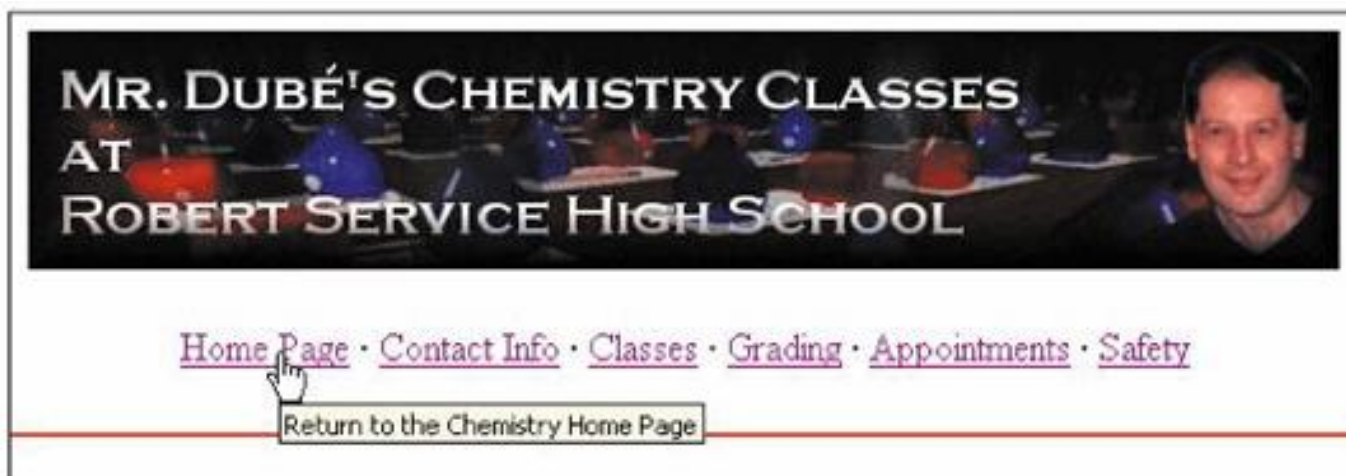 MR. DUBÉ'S CHEMISTRY CLASSES
AT
ROBERT SERVICE HIGH SCHOOL
Home Page · Contact Info · Classes · Grading · Appointments · Safety
Return to the Chemistry Home Page